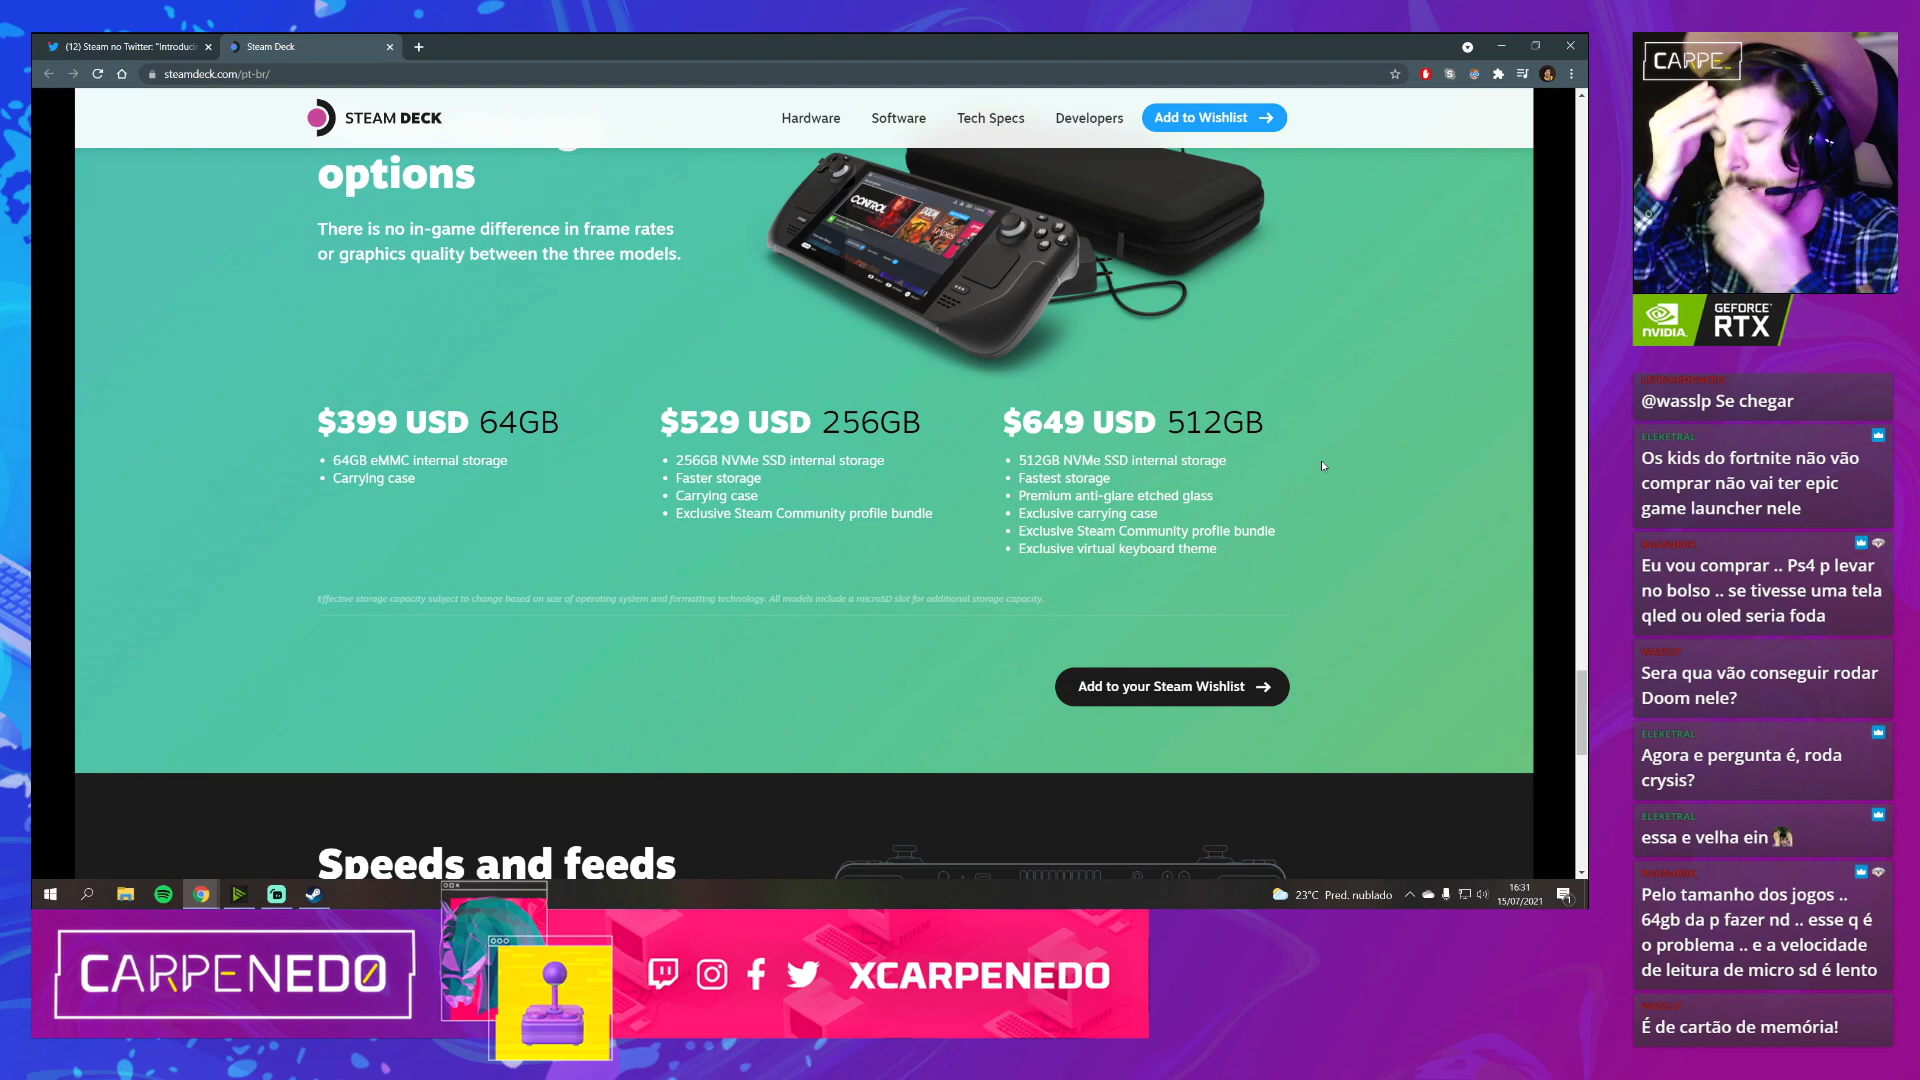 (12) Steam no Twitter: "Introducin
Steam Deck
steamdeck.com/pt-br/
STEAM DECK
Hardware
Software
Tech Specs
Developers
Add to Wishlist
options
There is no in-game difference in frame rates
or graphics quality between the three models.
CONTROL
DOOM
HADES
$399 USD 64GB
• 64GB eMMC internal storage
• Carrying case
$529 USD 256GB
• 256GB NVMe SSD internal storage
• Faster storage
• Carrying case
• Exclusive Steam Community profile bundle
$649 USD 512GB
• 512GB NVMe SSD internal storage
• Fastest storage
• Premium anti-glare etched glass
• Exclusive carrying case
• Exclusive Steam Community profile bundle
• Exclusive virtual keyboard theme
Effective storage capacity subject to change based on size of operating system and formatting technology. All models include a microSD slot for additional storage capacity.
Add to your Steam Wishlist
Speeds and feeds
23°C Pred. nublado
16:31
15/07/2021
CARPENEDO
XCARPENEDO
CARPE_
NVIDIA.
GEFORCE
RTX
@wasslp Se chegar
ELEKETRAL
Os kids do fortnite não vão
comprar não vai ter epic
game launcher nele
Eu vou comprar .. Ps4 p levar
no bolso .. se tivesse uma tela
qled ou oled seria foda
WASSLP
Sera qua vão conseguir rodar
Doom nele?
ELEKETRAL
Agora e pergunta é, roda
crysis?
ELEKETRAL
essa e velha ein
Pelo tamanho dos jogos ..
64gb da p fazer nd .. esse q é
o problema .. e a velocidade
de leitura de micro sd é lento
WASSLP
É de cartão de memória!